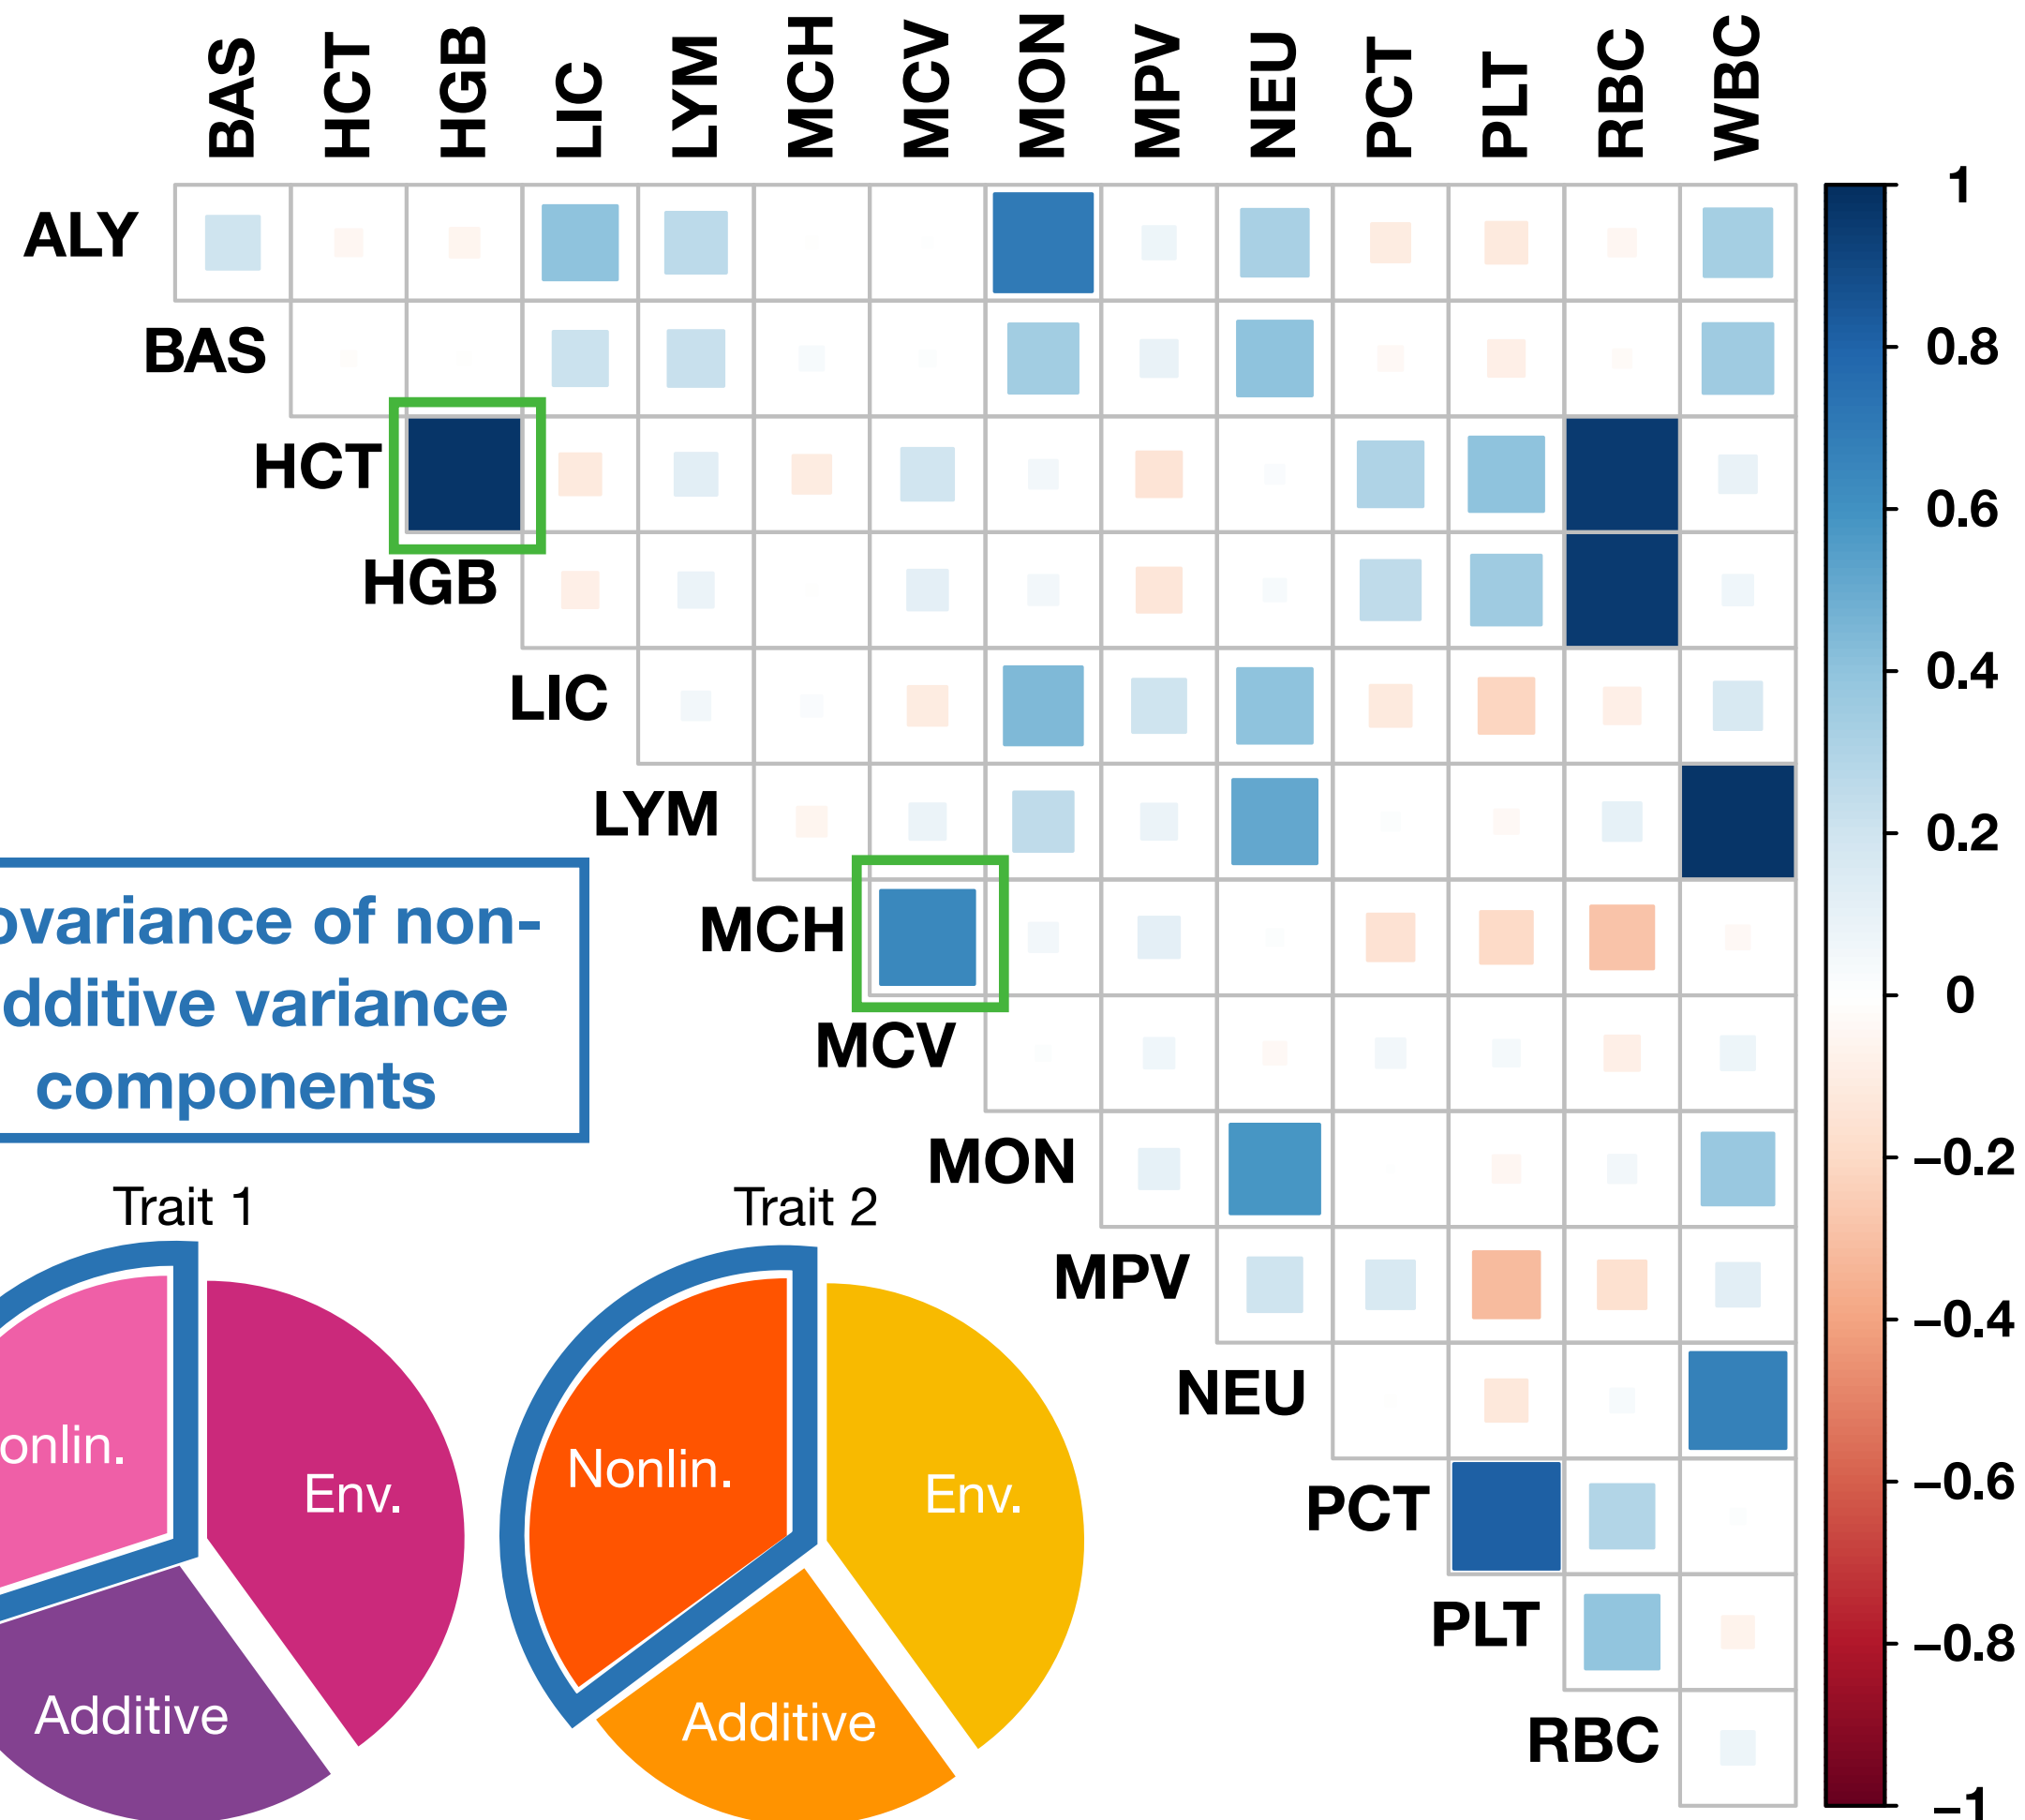 BAS HCT HGB LIC LYM MCH MCV MON MPV NEU PCT PLT RBC WBC
ALY
BAS
HCT
HGB
LIC
LYM
MCH
MCV
MON
MPV
NEU
PCT
PLT
RBC
1
0.8
0.6
0.4
0.2
0
−0.2
−0.4
−0.6
−0.8
−1
ovariance of non-
dditive variance
components
Trait 1
onlin.
Env.
Additive
Trait 2
Nonlin.
Env.
Additive